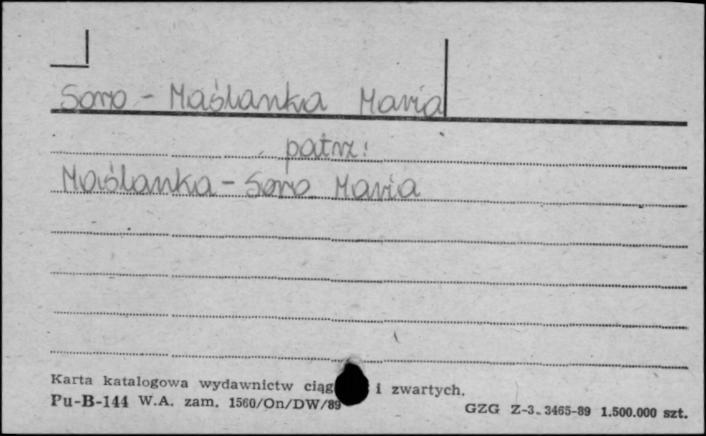 Soro - Maślanka Maria
patrz:
Maślanka - Soro Maria
Karta katalogowa wydawnictw ciąg i zwartych.
Pu-B-144 W.A. zam. 1560/On/DW/89
GZG Z-3. 3465-89 1.500.000 szt.